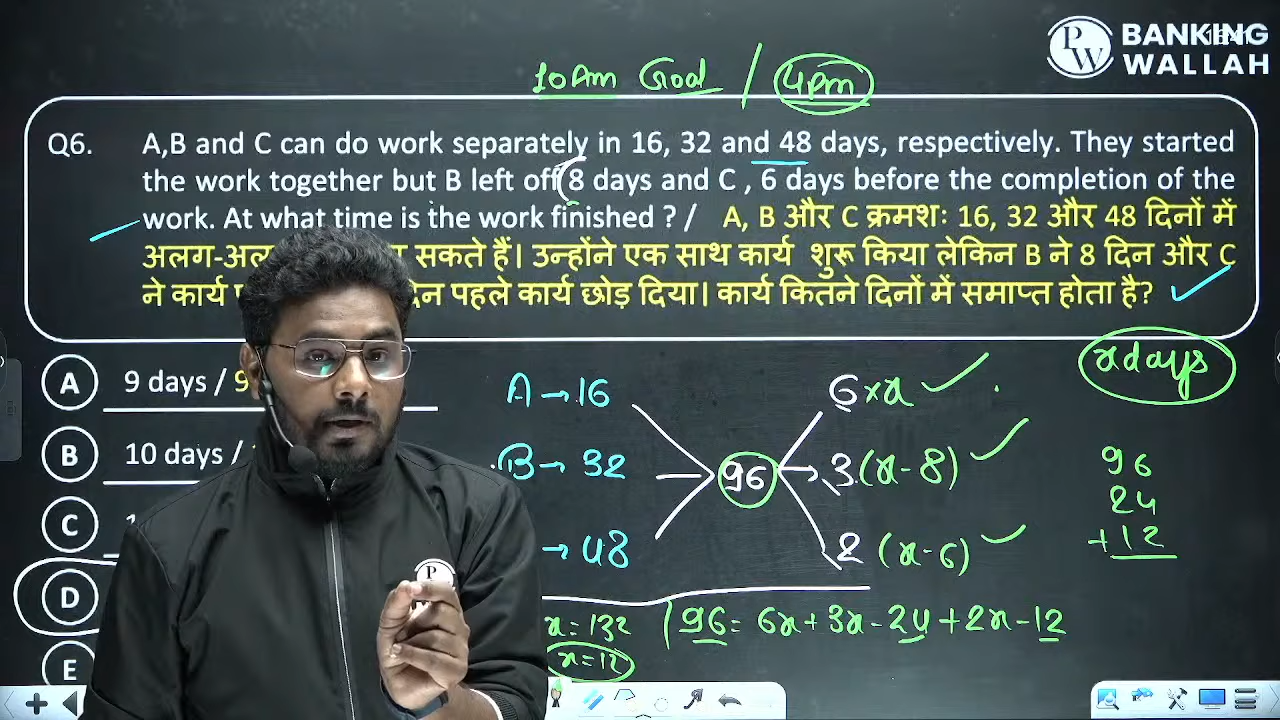 BANKING
WALLAH
PW
10 Am Goal / 4pm
Q6. A,B and C can do work separately in 16, 32 and 48 days, respectively. They started
the work together but B left off 8 days and C , 6 days before the completion of the
work. At what time is the work finished ? / A, B और C क्रमशः 16, 32 और 48 दिनों में
सकते हैं। उन्होंने एक साथ कार्य शुरू किया लेकिन B ने 8 दिन और C
ने कार्य पहले कार्य छोड़ दिया। कार्य कितने दिनों में समाप्त होता है?
x days
A 9 days / 9
B 10 days /
C
D
E
A → 16
B → 32
→ 48
96
6 × x
3 (x - 8)
2 (x - 6)
96
24
+ 12
x = 132
x = 12
96 = 6x + 3x - 24 + 2x - 12
P